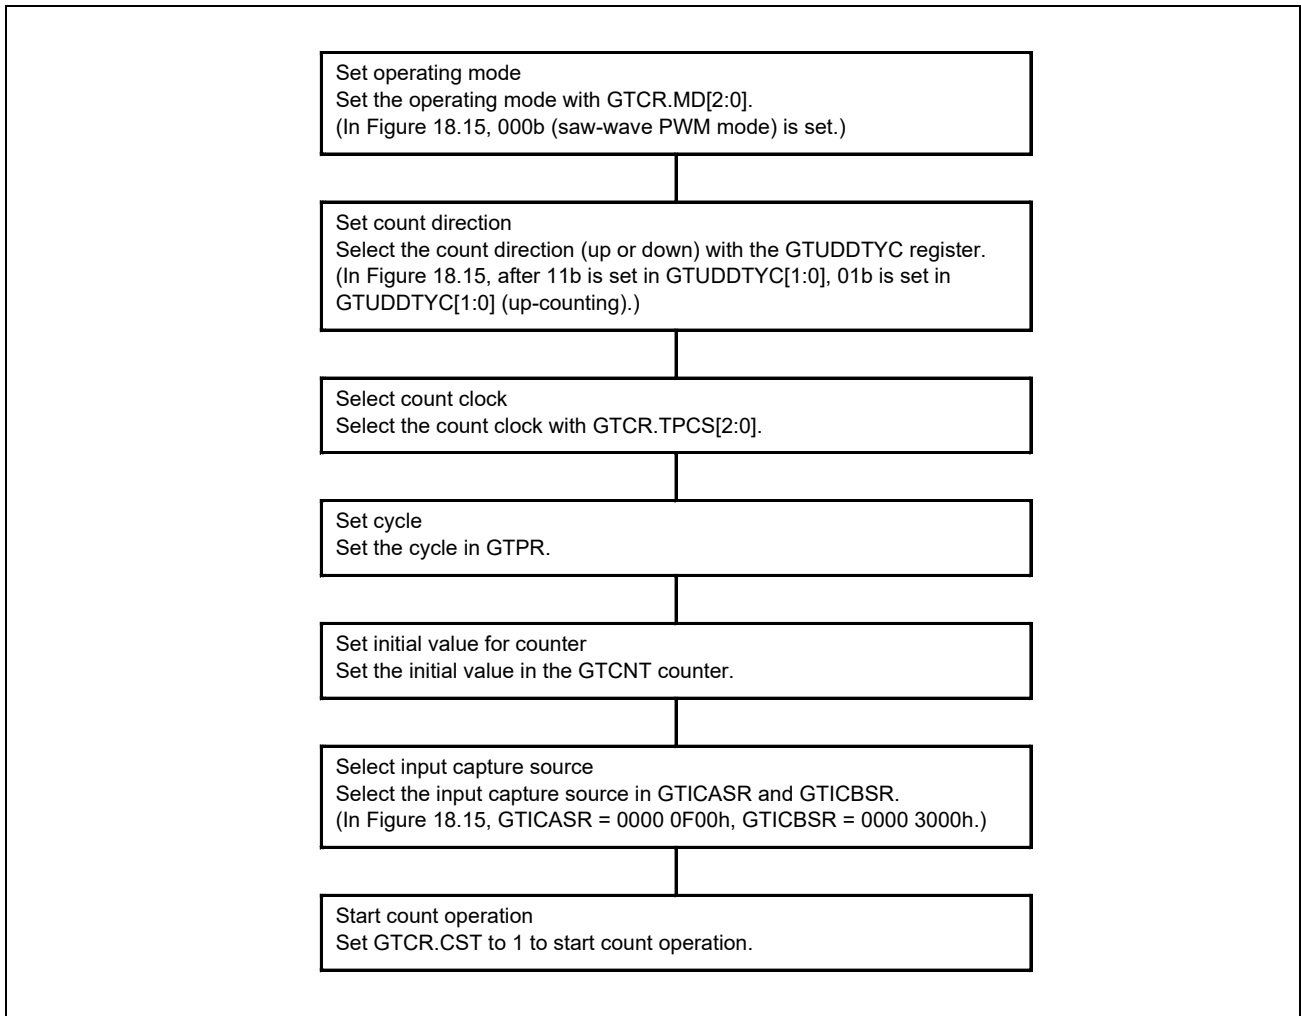 Set operating mode
Set the operating mode with GTCR.MD[2:0].
(In Figure 18.15, 000b (saw-wave PWM mode) is set.)
Set count direction
Select the count direction (up or down) with the GTUDDTYC register.
(In Figure 18.15, after 11b is set in GTUDDTYC[1:0], 01b is set in
GTUDDTYC[1:0] (up-counting).)
Select count clock
Select the count clock with GTCR.TPCS[2:0].
Set cycle
Set the cycle in GTPR.
Set initial value for counter
Set the initial value in the GTCNT counter.
Select input capture source
Select the input capture source in GTICASR and GTICBSR.
(In Figure 18.15, GTICASR = 0000 0F00h, GTICBSR = 0000 3000h.)
Start count operation
Set GTCR.CST to 1 to start count operation.